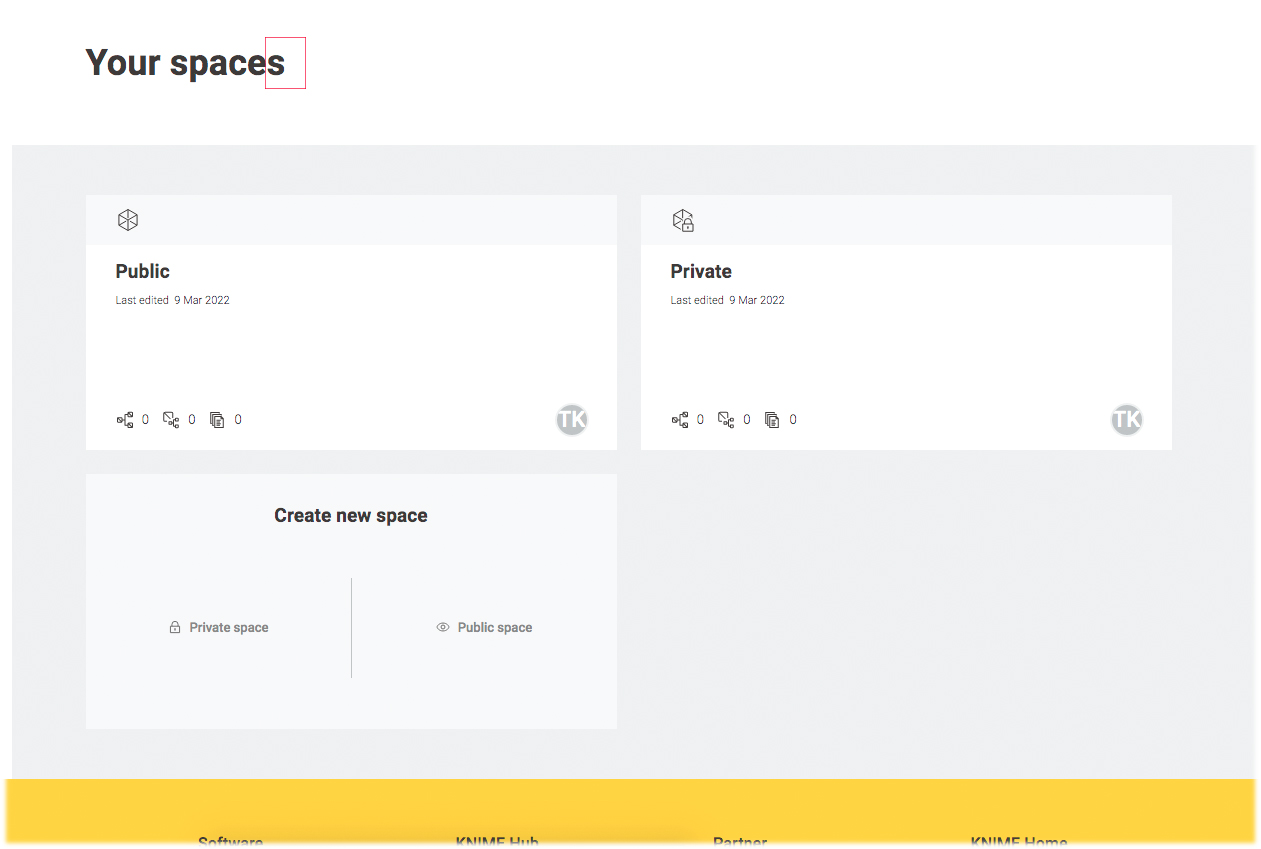 Your spaces
Public
Last edited 9 Mar 2022
0 0 0
TK
Private
Last edited 9 Mar 2022
0 0 0
TK
Create new space
Private space
Public space
Software
KNIME Hub
Partner
KNIME Home